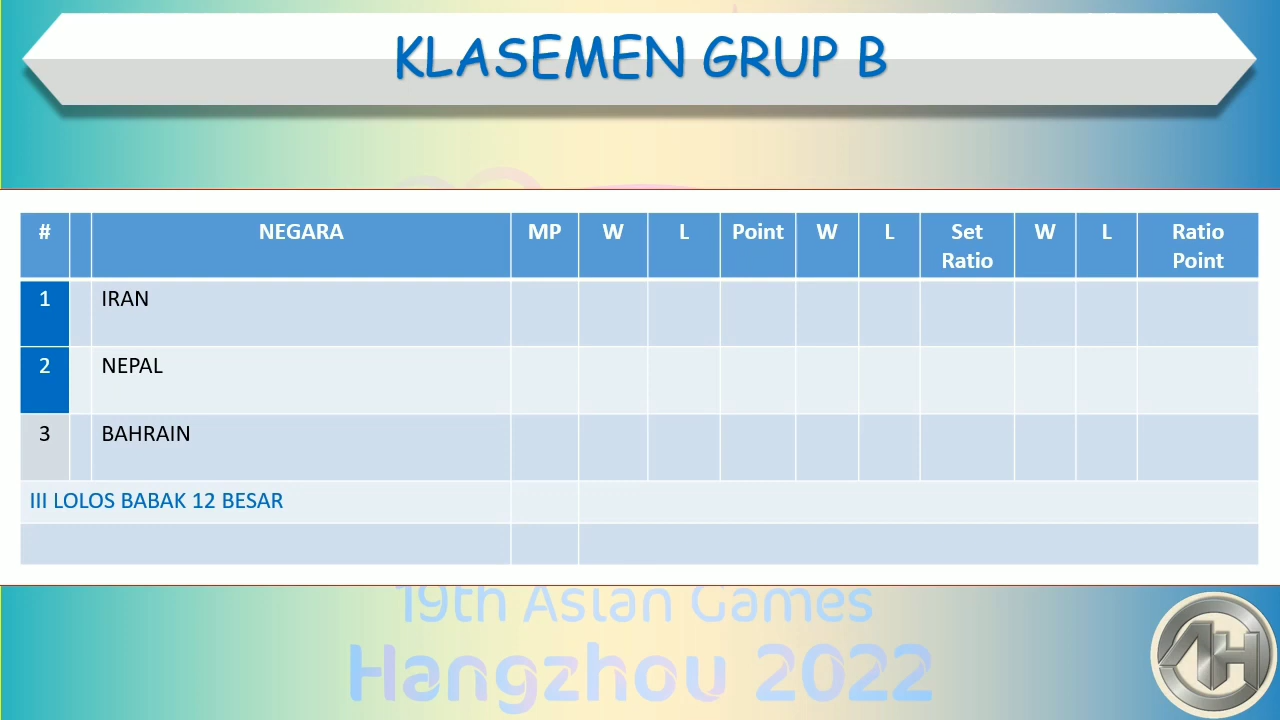 KLASEMEN GRUP B
# NEGARA MP W L Point W L Set Ratio W L Ratio Point
1 IRAN
2 NEPAL
3 BAHRAIN
III LOLOS BABAK 12 BESAR
19th Asian Games
Hangzhou 2022
AH